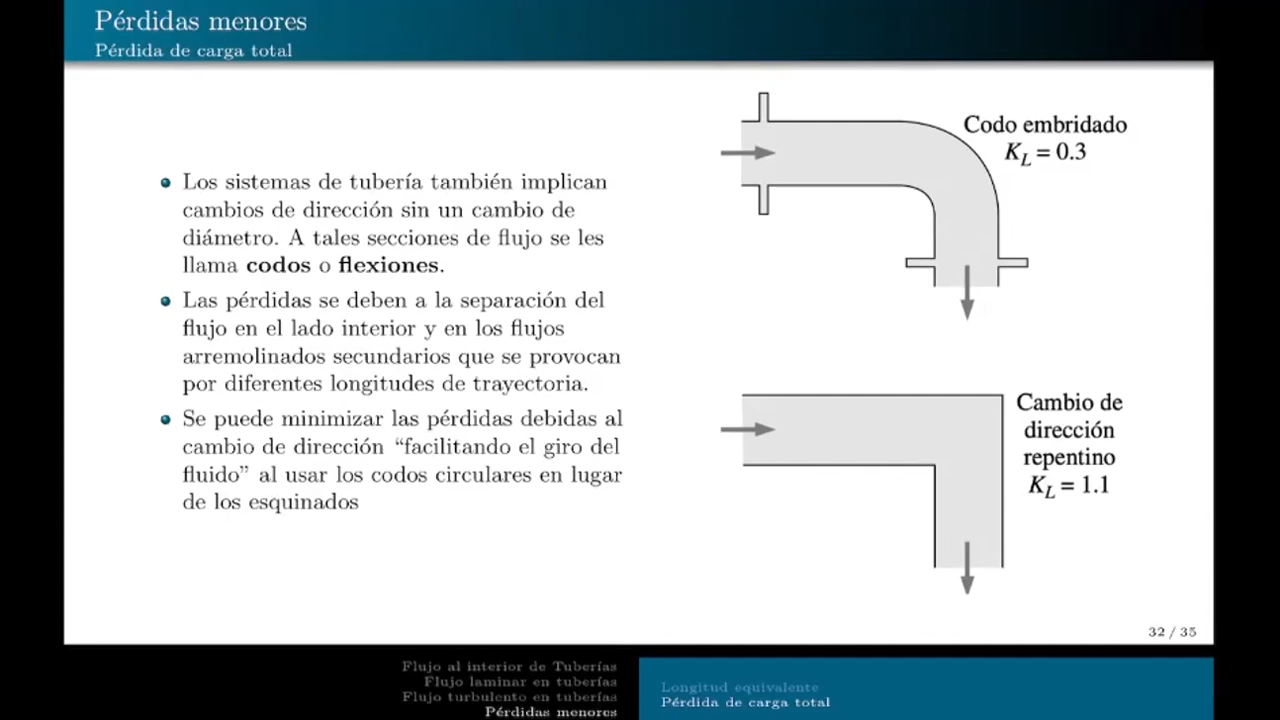 Pérdidas menores
Pérdida de carga total
Los sistemas de tubería también implican
cambios de dirección sin un cambio de
diámetro. A tales secciones de flujo se les
llama codos o flexiones.
Las pérdidas se deben a la separación del
flujo en el lado interior y en los flujos
arremolinados secundarios que se provocan
por diferentes longitudes de trayectoria.
Se puede minimizar las pérdidas debidas al
cambio de dirección “facilitando el giro del
fluido” al usar los codos circulares en lugar
de los esquinados
Codo embridado
K_L = 0.3
Cambio de
dirección
repentino
K_L = 1.1
32 / 35
Flujo al interior de Tuberías
Flujo laminar en tuberías
Flujo turbulento en tuberías
Pérdidas menores
Longitud equivalente
Pérdida de carga total